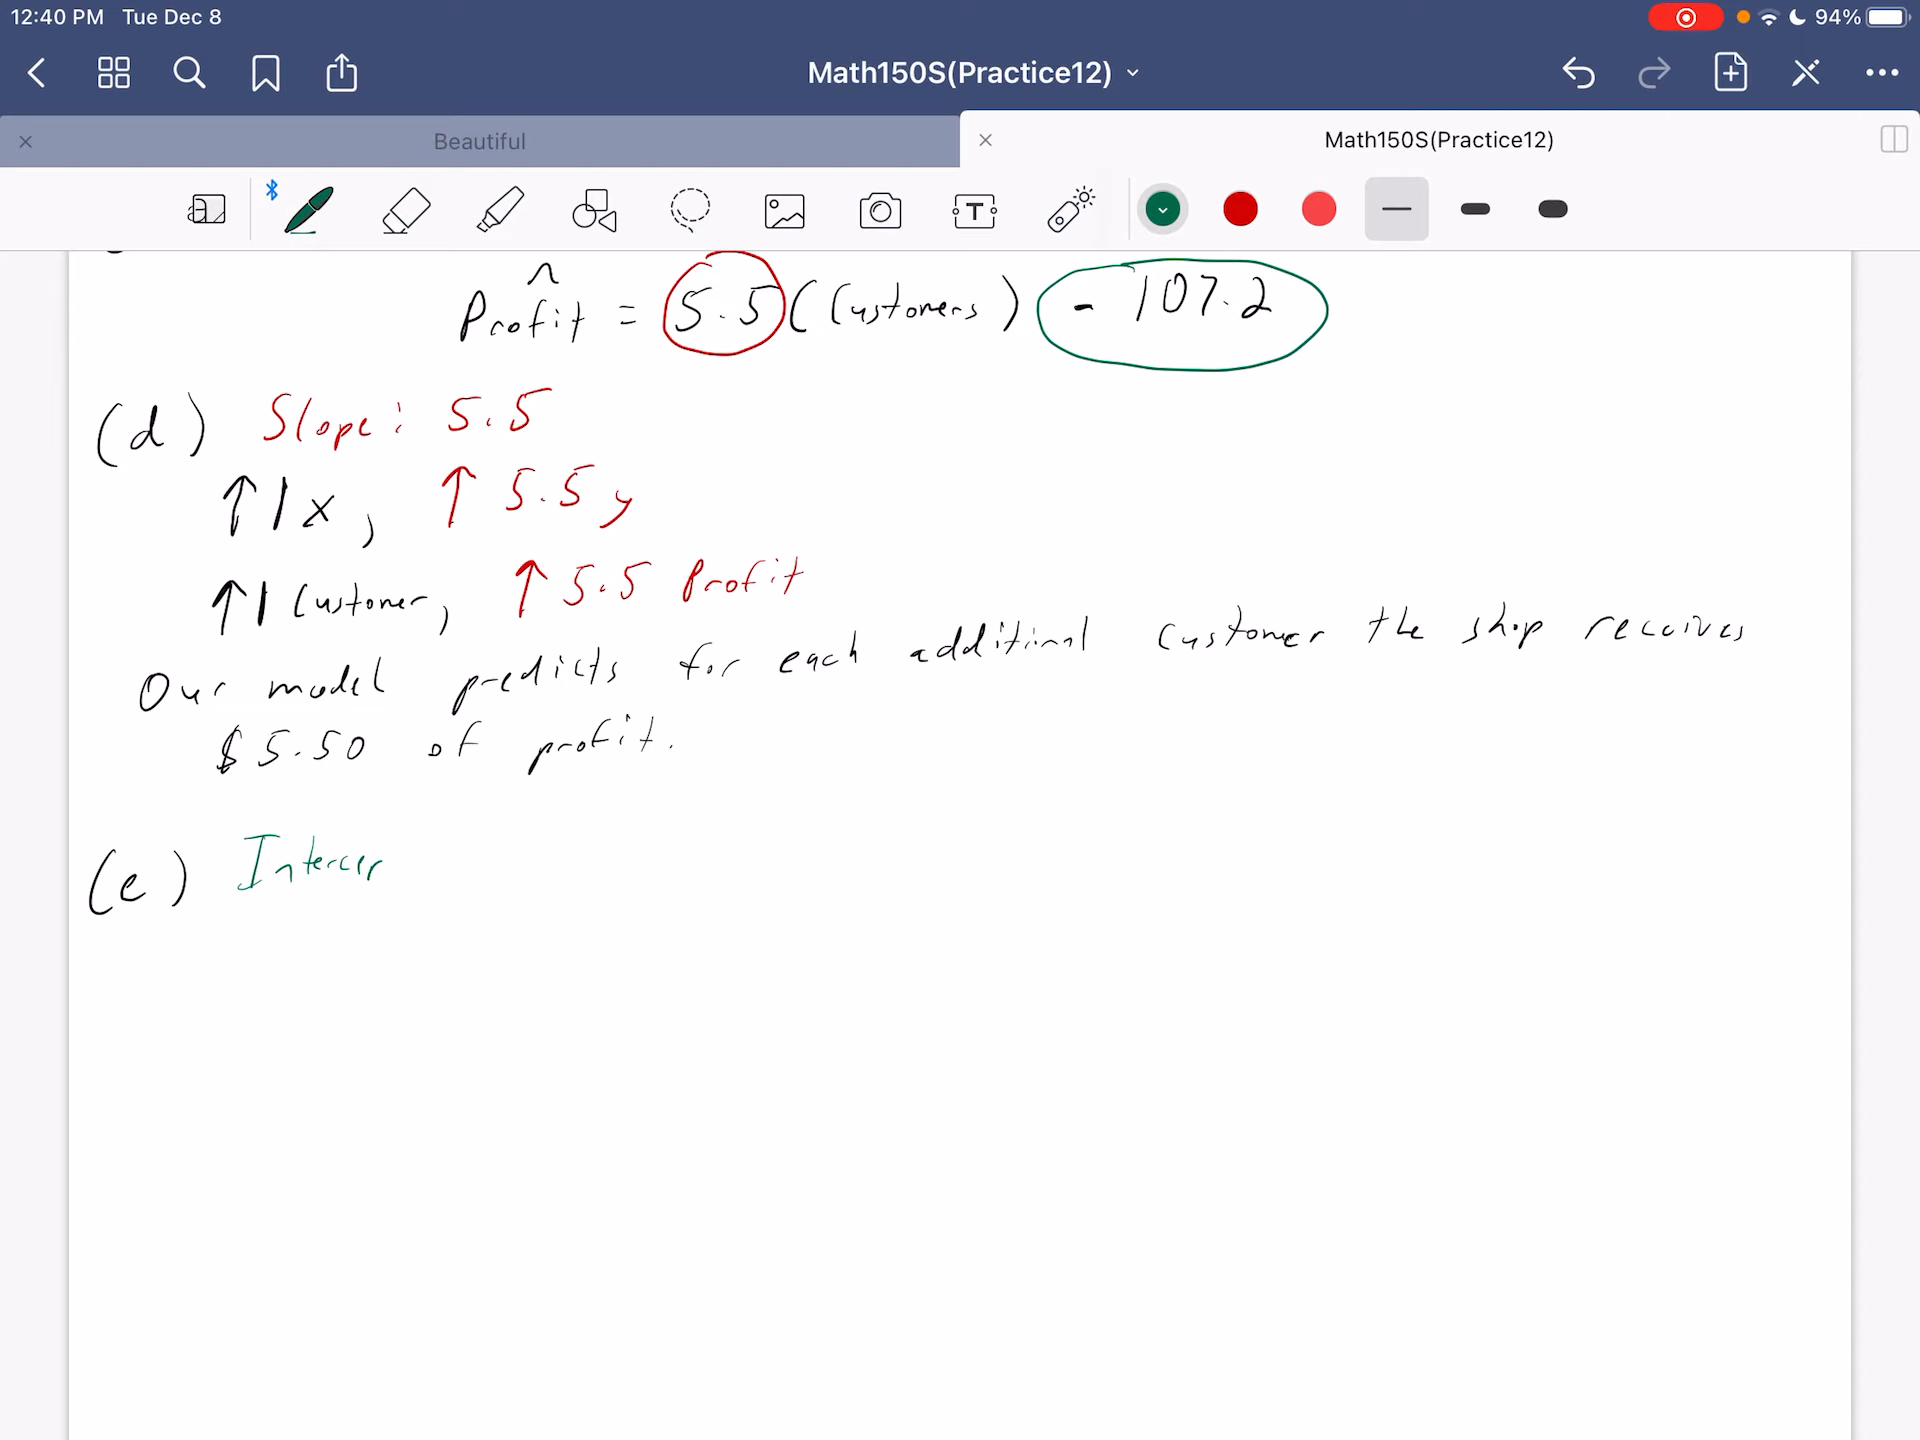 12:40 PM Tue Dec 8
94%
Math150S(Practice12)
Beautiful
Math150S(Practice12)
T
^
Profit = 5.5 (Customers) - 107.2
(d) Slope: 5.5
↑ 1 x, ↑ 5.5 y
↑ 1 Customer, ↑ 5.5 Profit
Our model predicts for each additional customer the shop receives
$5.50 of profit.
(e) Intercep